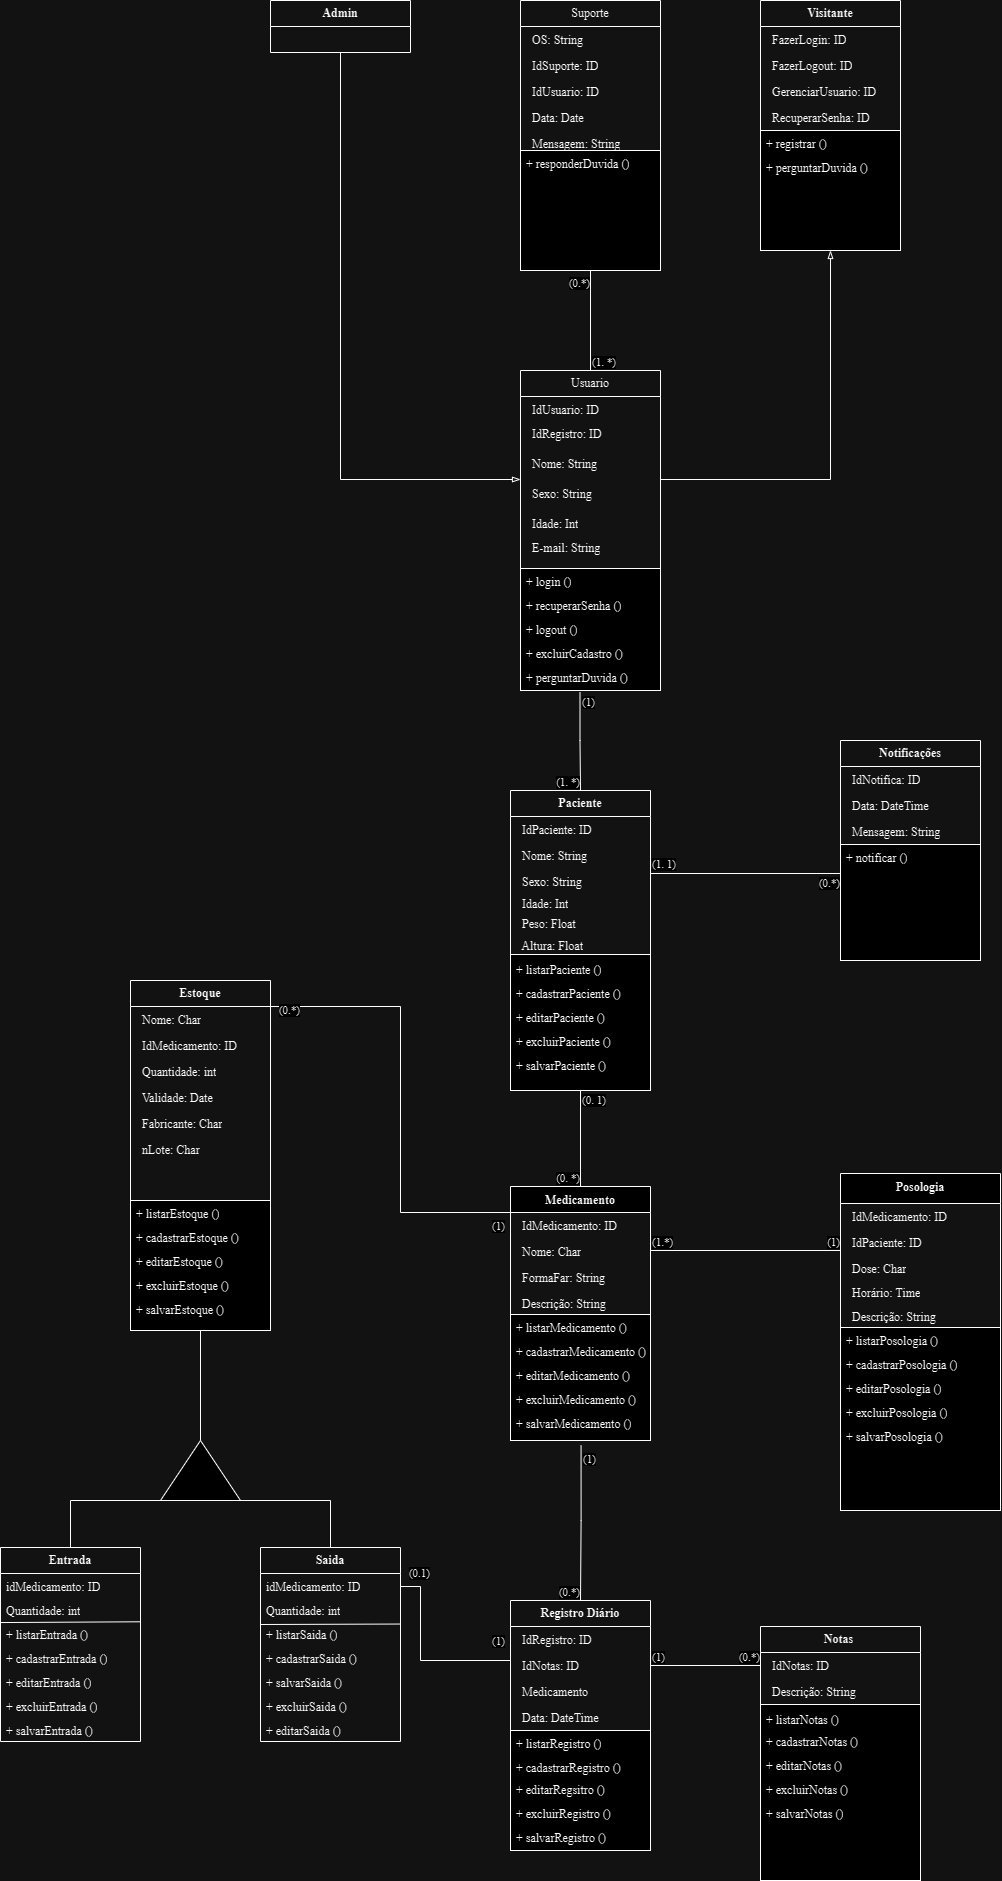 Admin
Suporte
OS: String
IdSuporte: ID
IdUsuario: ID
Data: Date
Mensagem: String
+ responderDuvida ()
Visitante
FazerLogin: ID
FazerLogout: ID
GerenciarUsuario: ID
RecuperarSenha: ID
+ registrar ()
+ perguntarDuvida ()
(0.*)
(1. *)
Usuario
IdUsuario: ID
IdRegistro: ID
Nome: String
Sexo: String
Idade: Int
E-mail: String
+ login ()
+ recuperarSenha ()
+ logout ()
+ excluirCadastro ()
+ perguntarDuvida ()
(1)
(1. *)
Paciente
IdPaciente: ID
Nome: String
Sexo: String
Idade: Int
Peso: Float
Altura: Float
+ listarPaciente ()
+ cadastrarPaciente ()
+ editarPaciente ()
+ excluirPaciente ()
+ salvarPaciente ()
(1. 1)
(0.*)
Notificações
IdNotifica: ID
Data: DateTime
Mensagem: String
+ notificar ()
Estoque
Nome: Char
IdMedicamento: ID
Quantidade: int
Validade: Date
Fabricante: Char
nLote: Char
+ listarEstoque ()
+ cadastrarEstoque ()
+ editarEstoque ()
+ excluirEstoque ()
+ salvarEstoque ()
(0.*)
(1)
(0. 1)
(0. *)
Medicamento
IdMedicamento: ID
Nome: Char
FormaFar: String
Descrição: String
+ listarMedicamento ()
+ cadastrarMedicamento ()
+ editarMedicamento ()
+ excluirMedicamento ()
+ salvarMedicamento ()
(1.*)
(1)
Posologia
IdMedicamento: ID
IdPaciente: ID
Dose: Char
Horário: Time
Descrição: String
+ listarPosologia ()
+ cadastrarPosologia ()
+ editarPosologia ()
+ excluirPosologia ()
+ salvarPosologia ()
(1)
(0.*)
Entrada
idMedicamento: ID
Quantidade: int
+ listarEntrada ()
+ cadastrarEntrada ()
+ editarEntrada ()
+ excluirEntrada ()
+ salvarEntrada ()
Saida
idMedicamento: ID
Quantidade: int
+ listarSaida ()
+ cadastrarSaida ()
+ salvarSaida ()
+ excluirSaida ()
+ editarSaida ()
(0.1)
(1)
Registro Diário
IdRegistro: ID
IdNotas: ID
Medicamento
Data: DateTime
+ listarRegistro ()
+ cadastrarRegistro ()
+ editarRegsitro ()
+ excluirRegistro ()
+ salvarRegistro ()
(1)
(0.*)
Notas
IdNotas: ID
Descrição: String
+ listarNotas ()
+ cadastrarNotas ()
+ editarNotas ()
+ excluirNotas ()
+ salvarNotas ()